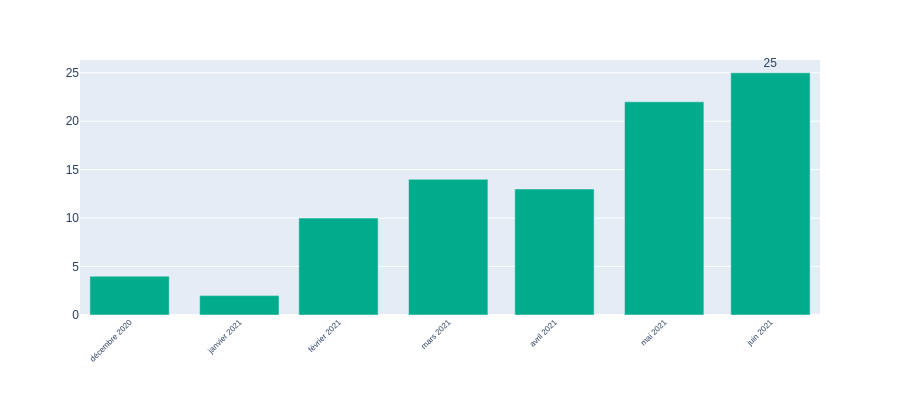 25
25
20
15
10
5
0
décembre 2020
janvier 2021
février 2021
mars 2021
avril 2021
mai 2021
juin 2021